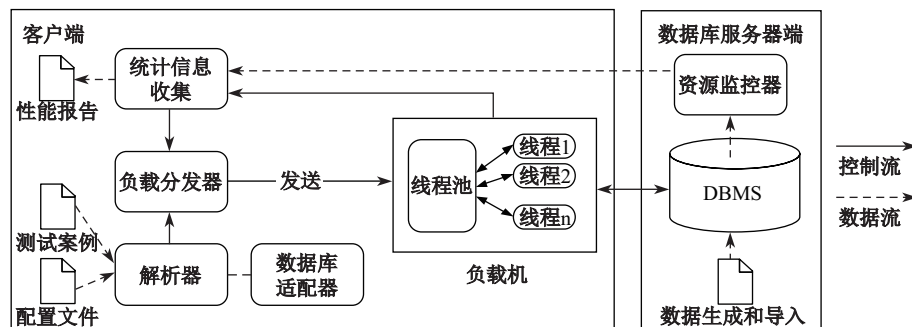 客户端
数据库服务器端
统计信息
收集
资源监控器
性能报告
线程1
线程2
线程n
线程池
负载分发器
发送
DBMS
控制流
数据流
测试案例
解析器
数据库
适配器
负载机
配置文件
数据生成和导入